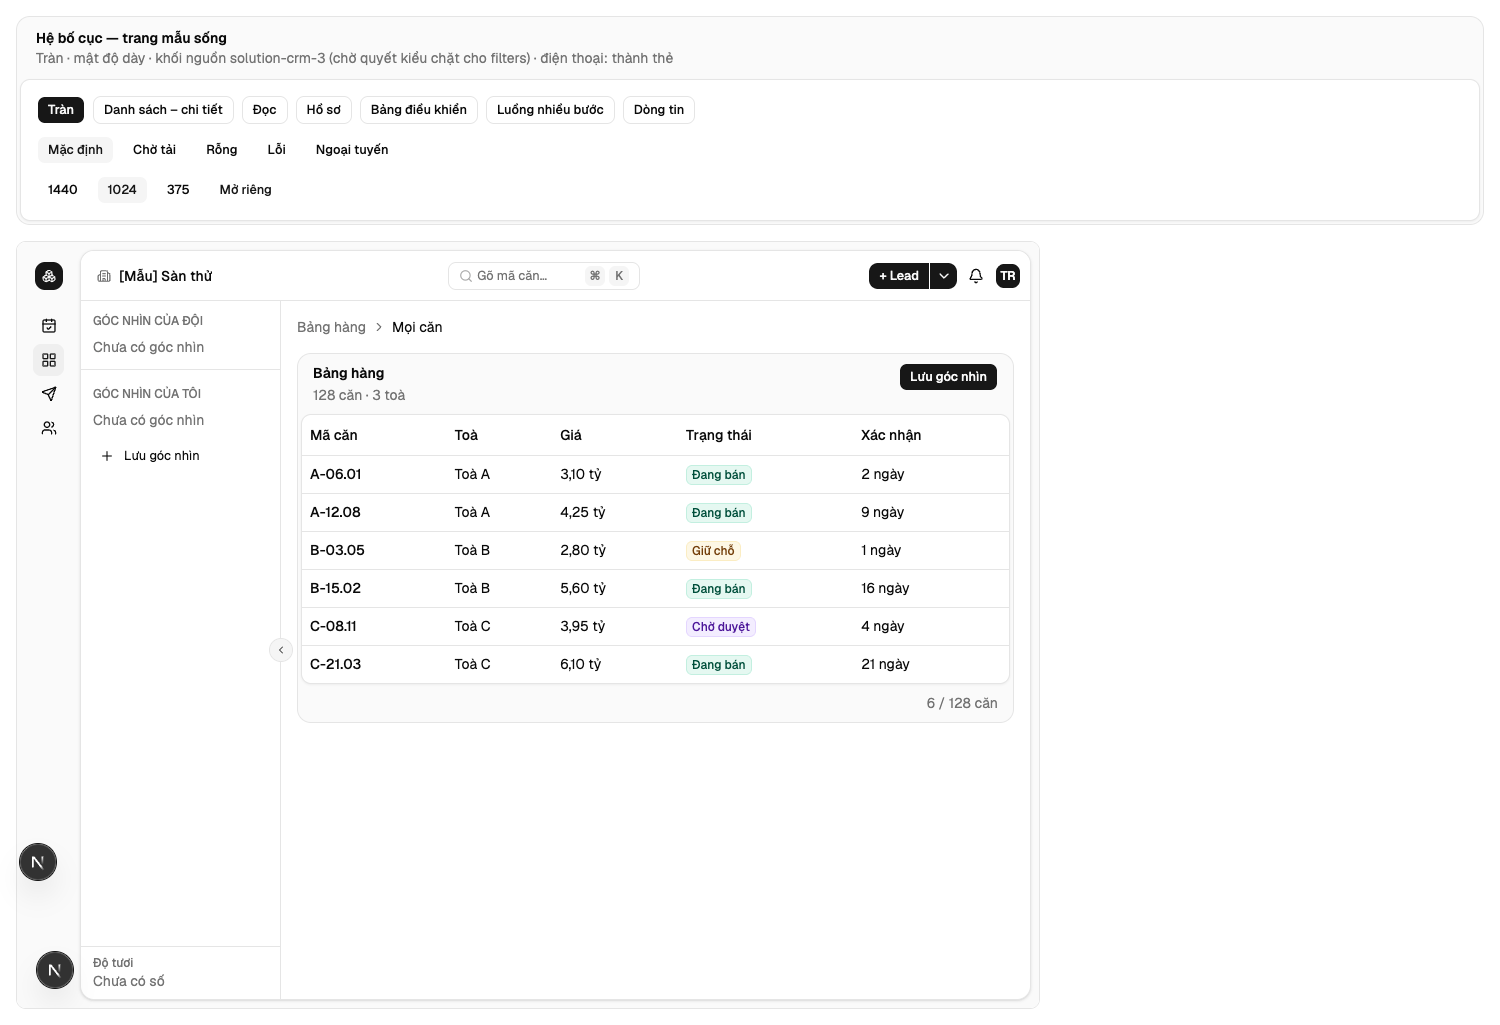 Hệ bố cục — trang mẫu sống
Tràn · mật độ dày · khối nguồn solution-crm-3 (chờ quyết kiểu chặt cho filters) · điện thoại: thành thẻ
Tràn Danh sách – chi tiết Đọc Hồ sơ Bảng điều khiển Luồng nhiều bước Dòng tin
Mặc định Chờ tải Rỗng Lỗi Ngoại tuyến
1440 1024 375 Mở riêng
[Mẫu] Sàn thử Gõ mã căn... ⌘ K + Lead TR
GÓC NHÌN CỦA ĐỘI
Chưa có góc nhìn
GÓC NHÌN CỦA TÔI
Chưa có góc nhìn
Lưu góc nhìn
Độ tươi
Chưa có số
Bảng hàng > Mọi căn
Bảng hàng
128 căn · 3 toà
Lưu góc nhìn
Mã căn Toà Giá Trạng thái Xác nhận
A-06.01 Toà A 3,10 tỷ Đang bán 2 ngày
A-12.08 Toà A 4,25 tỷ Đang bán 9 ngày
B-03.05 Toà B 2,80 tỷ Giữ chỗ 1 ngày
B-15.02 Toà B 5,60 tỷ Đang bán 16 ngày
C-08.11 Toà C 3,95 tỷ Chờ duyệt 4 ngày
C-21.03 Toà C 6,10 tỷ Đang bán 21 ngày
6 / 128 căn
N
N